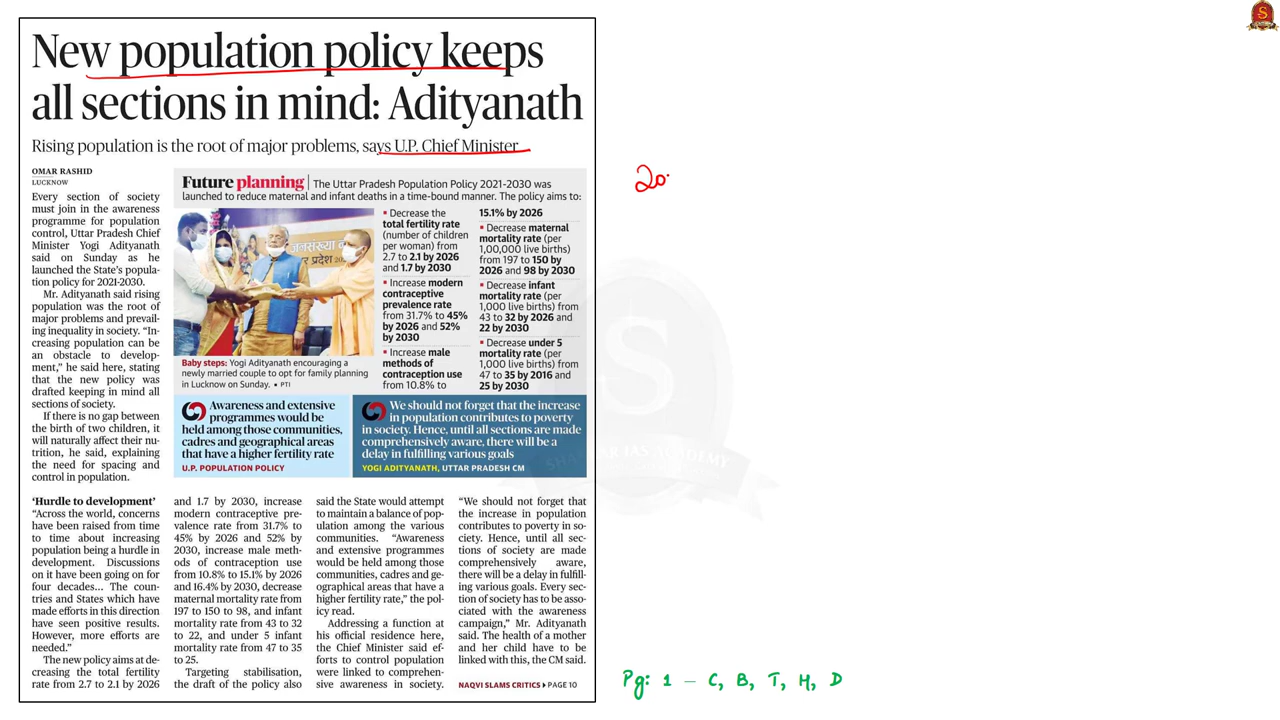 New population policy keeps
all sections in mind: Adityanath
Rising population is the root of major problems, says U.P. Chief Minister
OMAR RASHID
LUCKNOW
Every section of society
must join in the awareness
programme for population
control, Uttar Pradesh Chief
Minister Yogi Adityanath
said on Sunday as he
launched the State's popula-
tion policy for 2021-2030.
Mr. Adityanath said rising
population was the root of
major problems and prevail-
ing inequality in society. "In-
creasing population can be
an obstacle to develop-
ment," he said here, stating
that the new policy was
drafted keeping in mind all
sections of society.
If there is no gap between
the birth of two children, it
will naturally affect their nu-
trition, he said, explaining
the need for spacing and
control in population.
Future planning | The Uttar Pradesh Population Policy 2021-2030 was
launched to reduce maternal and infant deaths in a time-bound manner. The policy aims to:
जनसंख्या
प्रदेश
Baby steps: Yogi Adityanath encouraging a
newly married couple to opt for family planning
in Lucknow on Sunday. ▪ PTI
▪ Decrease the
total fertility rate
(number of children
per woman) from
2.7 to 2.1 by 2026
and 1.7 by 2030
▪ Increase modern
contraceptive
prevalence rate
from 31.7% to 45%
by 2026 and 52%
by 2030
▪ Increase male
methods of
contraception use
from 10.8% to
15.1% by 2026
▪ Decrease maternal
mortality rate (per
1,00,000 live births)
from 197 to 150 by
2026 and 98 by 2030
▪ Decrease infant
mortality rate (per
1,000 live births) from
43 to 32 by 2026 and
22 by 2030
▪ Decrease under 5
mortality rate (per
1,000 live births) from
47 to 35 by 2016 and
25 by 2030
Awareness and extensive
programmes would be
held among those communities,
cadres and geographical areas
that have a higher fertility rate
U.P. POPULATION POLICY
We should not forget that the increase
in population contributes to poverty
in society. Hence, until all sections are made
comprehensively aware, there will be a
delay in fulfilling various goals
YOGI ADITYANATH, UTTAR PRADESH CM
'Hurdle to development'
"Across the world, concerns
have been raised from time
to time about increasing
population being a hurdle in
development. Discussions
on it have been going on for
four decades... The coun-
tries and States which have
made efforts in this direction
have seen positive results.
However, more efforts are
needed."
The new policy aims at de-
creasing the total fertility
rate from 2.7 to 2.1 by 2026
and 1.7 by 2030, increase
modern contraceptive pre-
valence rate from 31.7% to
45% by 2026 and 52% by
2030, increase male meth-
ods of contraception use
from 10.8% to 15.1% by 2026
and 16.4% by 2030, decrease
maternal mortality rate from
197 to 150 to 98, and infant
mortality rate from 43 to 32
to 22, and under 5 infant
mortality rate from 47 to 35
to 25.
Targeting stabilisation,
the draft of the policy also
said the State would attempt
to maintain a balance of pop-
ulation among the various
communities. "Awareness
and extensive programmes
would be held among those
communities, cadres and ge-
ographical areas that have a
higher fertility rate," the pol-
icy read.
Addressing a function at
his official residence here,
the Chief Minister said ef-
forts to control population
were linked to comprehen-
sive awareness in society.
"We should not forget that
the increase in population
contributes to poverty in so-
ciety. Hence, until all sec-
tions of society are made
comprehensively aware,
there will be a delay in fulfill-
ing various goals. Every sec-
tion of society has to be asso-
ciated with the awareness
campaign," Mr. Adityanath
said. The health of a mother
and her child have to be
linked with this, the CM said.
NAQVI SLAMS CRITICS ▸ PAGE 10
20
Pg: 1 – C, B, T, H, D
S